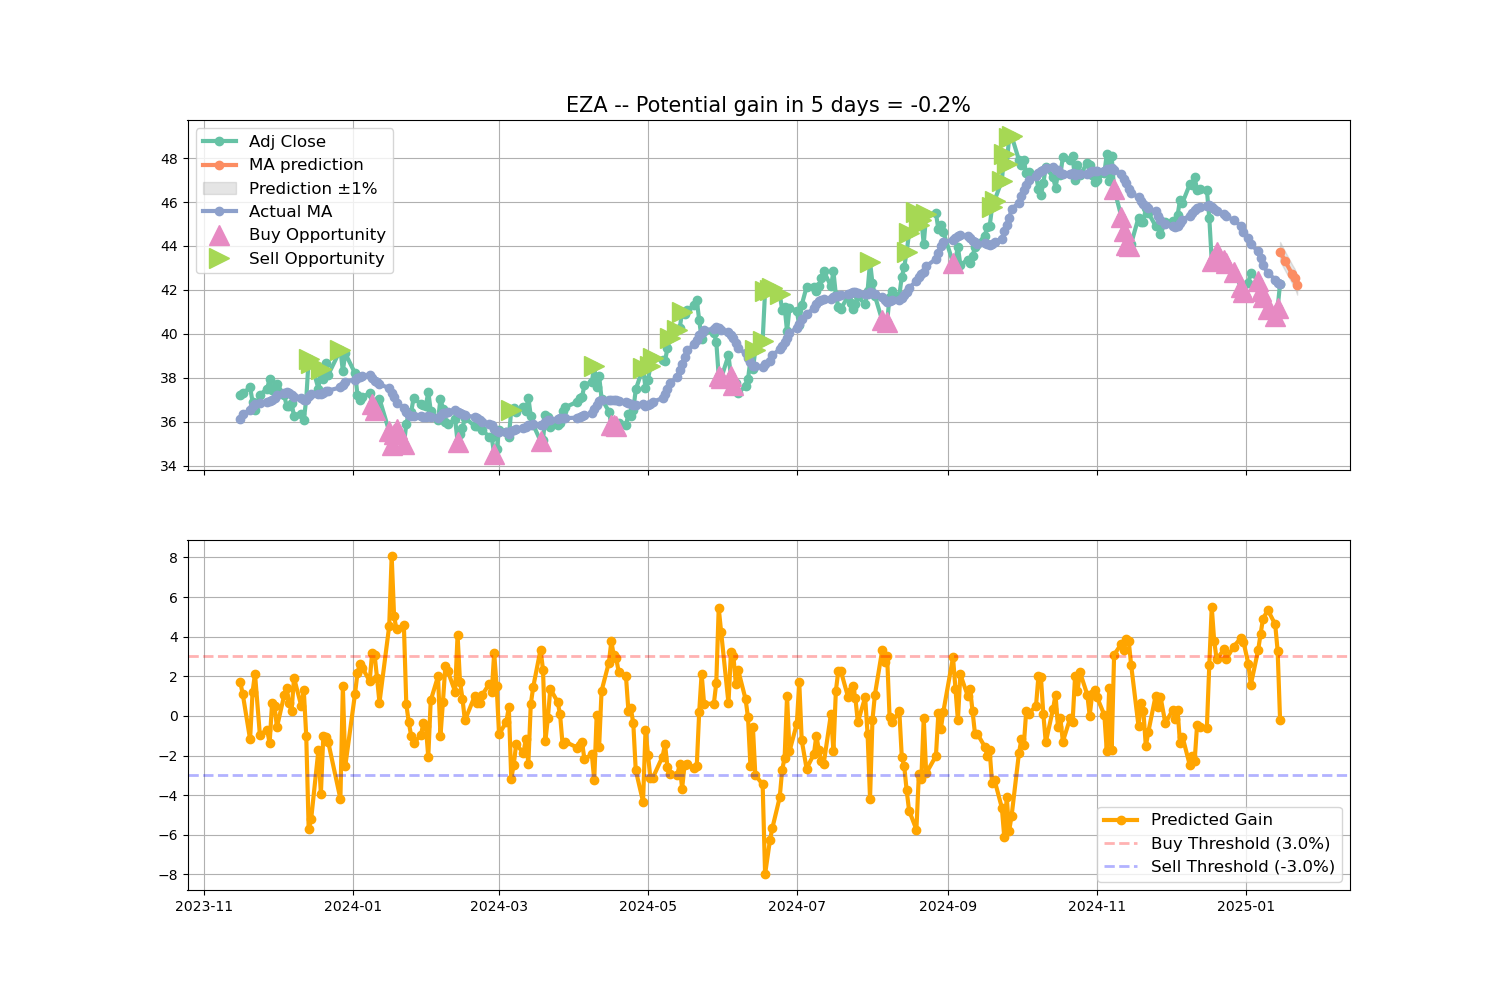 EZA -- Potential gain in 5 days = -0.2%
Adj Close
MA prediction
Prediction ±1%
Actual MA
Buy Opportunity
Sell Opportunity
48
46
44
42
40
38
36
34
8
6
4
2
0
−2
−4
−6
−8
Predicted Gain
Buy Threshold (3.0%)
Sell Threshold (-3.0%)
2023-11
2024-01
2024-03
2024-05
2024-07
2024-09
2024-11
2025-01